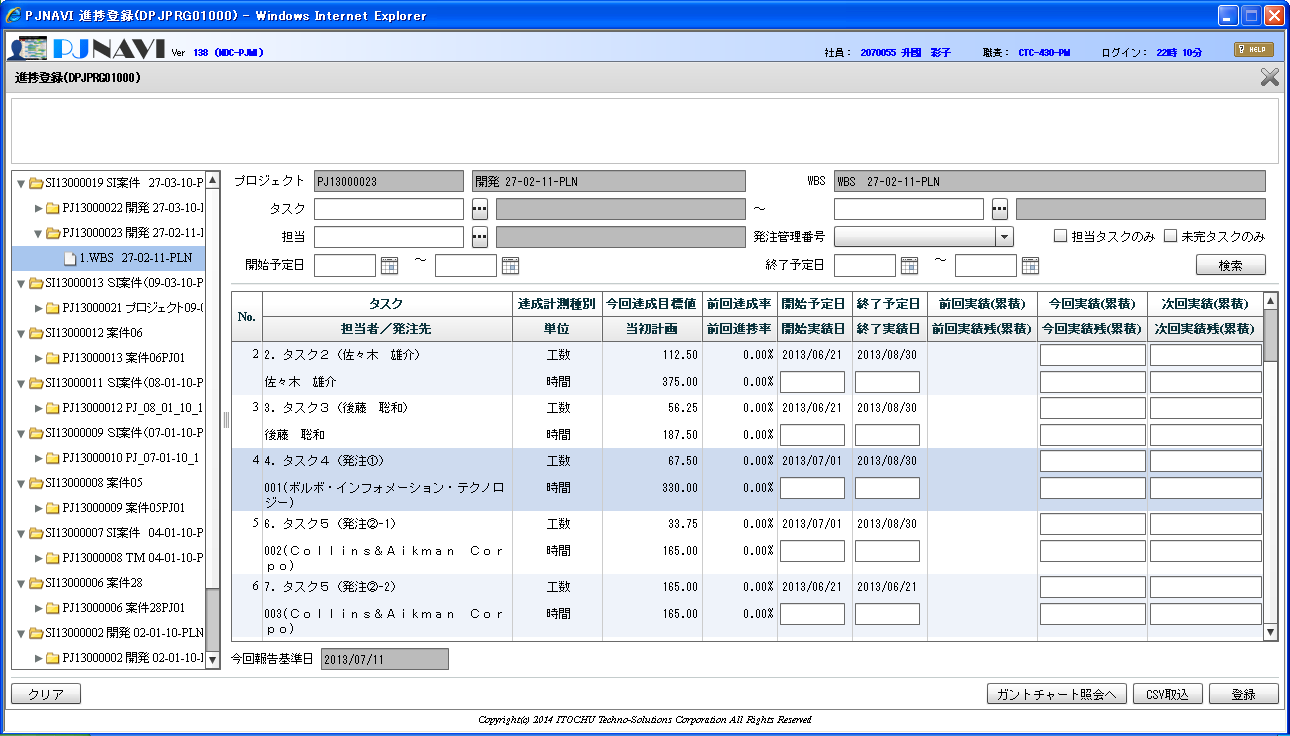 PJNAVI 進捗登録(DPJPRG01000) - Windows Internet Explorer
PJNAVI Ver 138 (NDC-PJMI) 社員： 2070055 升國 彩子 職責： CTC-430-PM ログイン： 22時 10分 ? HELP
進捗登録(DPJPRG01000)
SI13000019 SI案件 27-03-10-P
PJ13000022 開発 27-03-10-I
PJ13000023 開発 27-02-11-I
1.WBS 27-02-11-PLN
SI13000013 SI案件(09-03-10-P
PJ13000021 プロジェクト09-(
SI13000012 案件06
PJ13000013 案件06PJ01
SI13000011 SI案件(08-01-10-P
PJ13000012 PJ_08_01_10_1
SI13000009 SI案件(07-01-10-P
PJ13000010 PJ_07-01-10_1
SI13000008 案件05
PJ13000009 案件05PJ01
SI13000007 SI案件 04-01-10-P
PJ13000008 TM 04-01-10-P
SI13000006 案件28
PJ13000006 案件28PJ01
SI13000002 開発 02-01-10-PLN
PJ13000002 開発 02-01-10-I
プロジェクト PJ13000023 開発 27-02-11-PLN WBS WBS 27-02-11-PLN
タスク ～
担当 発注管理番号 担当タスクのみ 未完タスクのみ
開始予定日 ～ 終了予定日 ～ 検索
No. タスク 達成計測種別 今回達成目標値 前回達成率 開始予定日 終了予定日 前回実績(累積) 今回実績(累積) 次回実績(累積)
担当者／発注先 単位 当初計画 前回進捗率 開始実績日 終了実績日 前回実績残(累積) 今回実績残(累積) 次回実績残(累積)
2 2. タスク２（佐々木 雄介） 工数 112.50 0.00% 2013/06/21 2013/08/30
佐々木 雄介 時間 375.00 0.00%
3 3. タスク３（後藤 聡和） 工数 56.25 0.00% 2013/06/21 2013/08/30
後藤 聡和 時間 187.50 0.00%
4 4. タスク４（発注①） 工数 67.50 0.00% 2013/07/01 2013/08/30
001(ボルボ・インフォメーション・テクノロ 時間 330.00 0.00%
ジー)
5 6. タスク５（発注②-1） 工数 33.75 0.00% 2013/07/01 2013/08/30
002(Ｃｏｌｌｉｎｓ＆Ａｉｋｍａｎ Ｃｏｒ 時間 165.00 0.00%
ｐｏ)
6 7. タスク５（発注②-2） 工数 165.00 0.00% 2013/06/21 2013/06/21
003(Ｃｏｌｌｉｎｓ＆Ａｉｋｍａｎ Ｃｏｒ 時間 165.00 0.00%
ｐｏ)
今回報告基準日 2013/07/11
クリア ガントチャート照会へ CSV取込 登録
Copyright(c) 2014 ITOCHU Techno-Solutions Corporation All Rights Reserved